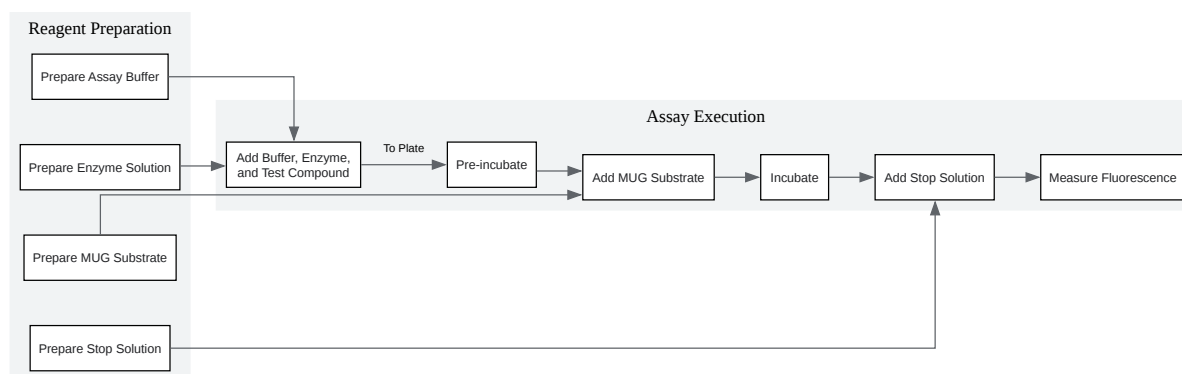 Reagent Preparation
Prepare Assay Buffer
Assay Execution
Prepare Enzyme Solution
Add Buffer, Enzyme,
and Test Compound
To Plate
Pre-incubate
Add MUG Substrate
Incubate
Add Stop Solution
Measure Fluorescence
Prepare MUG Substrate
Prepare Stop Solution